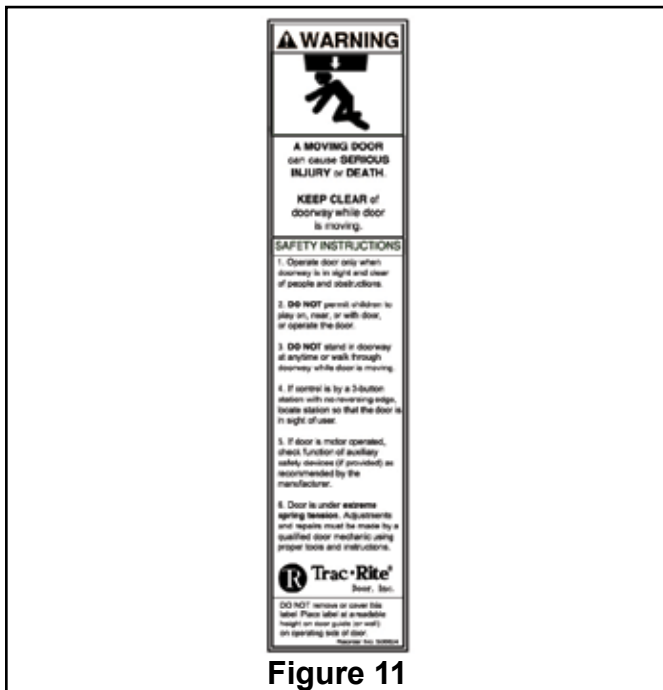 WARNING
A MOVING DOOR
can cause SERIOUS
INJURY or DEATH.
KEEP CLEAR of
doorway while door
is moving.
SAFETY INSTRUCTIONS
1. Operate door only when
doorway is in sight and clear
of people and obstructions.
2. DO NOT permit children to
play on, near, or with door,
or operate the door.
3. DO NOT stand in doorway
at anytime or walk through
doorway while door is moving.
4. If control is by a 3-button
station with no reversing edge,
locate station so that the door is
in sight of user.
5. If door is motor operated,
check function of auxiliary
safety devices (if provided) as
recommended by the
manufacturer.
6. Door is under extreme
spring tension. Adjustments
and repairs must be made by a
qualified door mechanic using
proper tools and instructions.
R Trac•Rite®
Door, Inc.
DO NOT remove or cover this
label. Place label at a readable
height on door guide (or wall)
on operating side of door.
Reorder No.
Figure 11